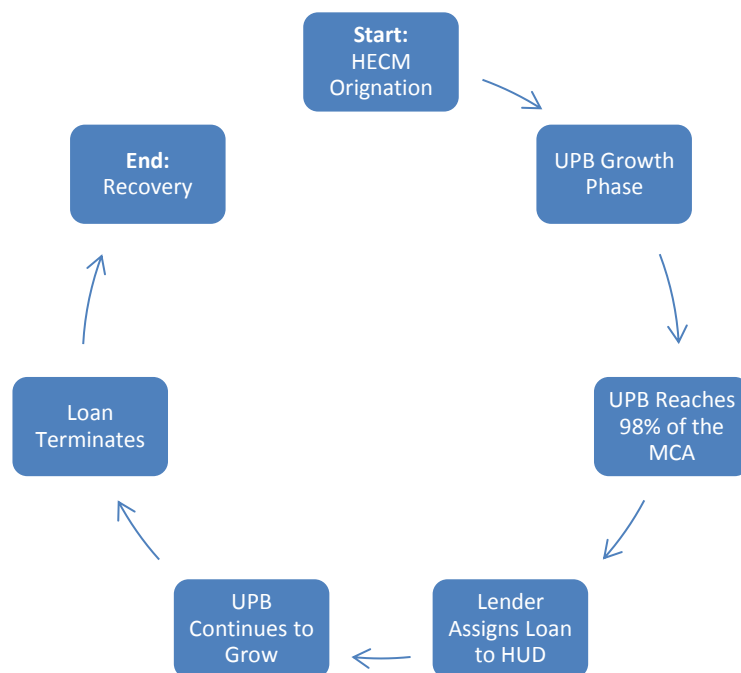 Start:
HECM
Orignation
UPB Growth
Phase
UPB Reaches
98% of the
MCA
Lender
Assigns Loan
to HUD
UPB
Continues to
Grow
Loan
Terminates
End:
Recovery